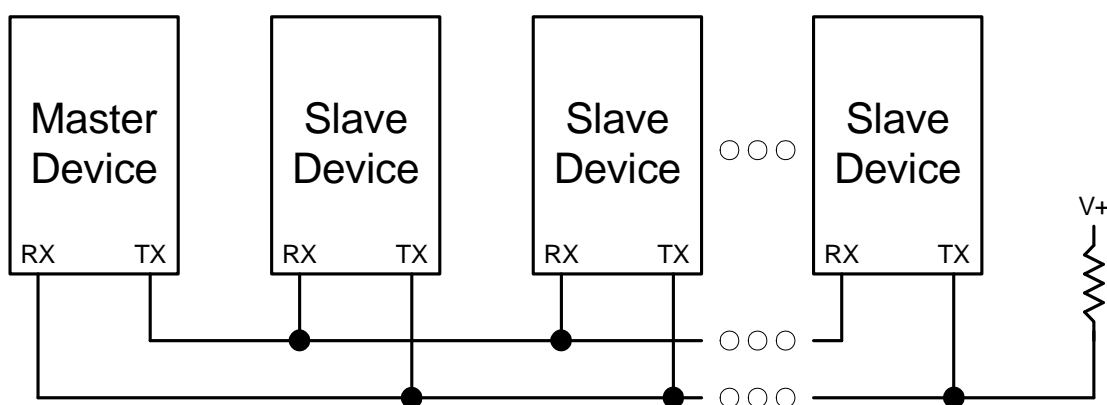 Master
Device
Slave
Device
Slave
Device
Slave
Device
V+
RX TX
RX TX
RX TX
RX TX